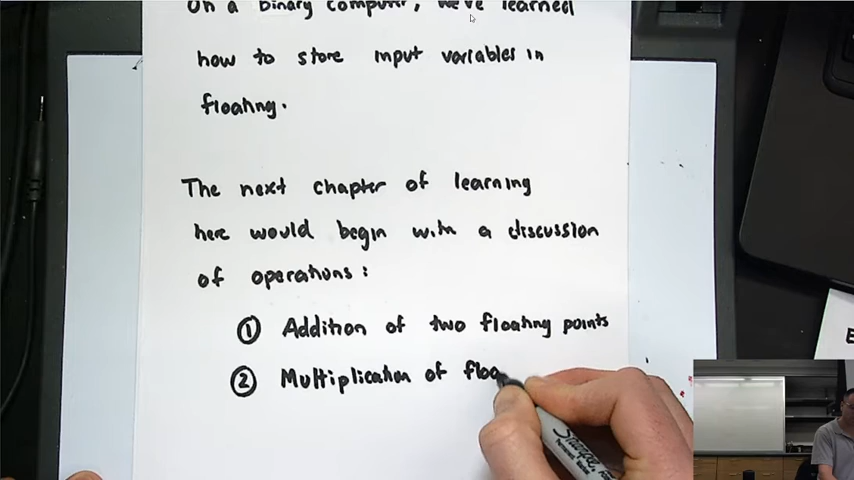 On a binary computer, we've learned
how to store input variables in
floating.
The next chapter of learning
here would begin with a discussion
of operations:
① Addition of two floating points
② Multiplication of floa
Sharpie